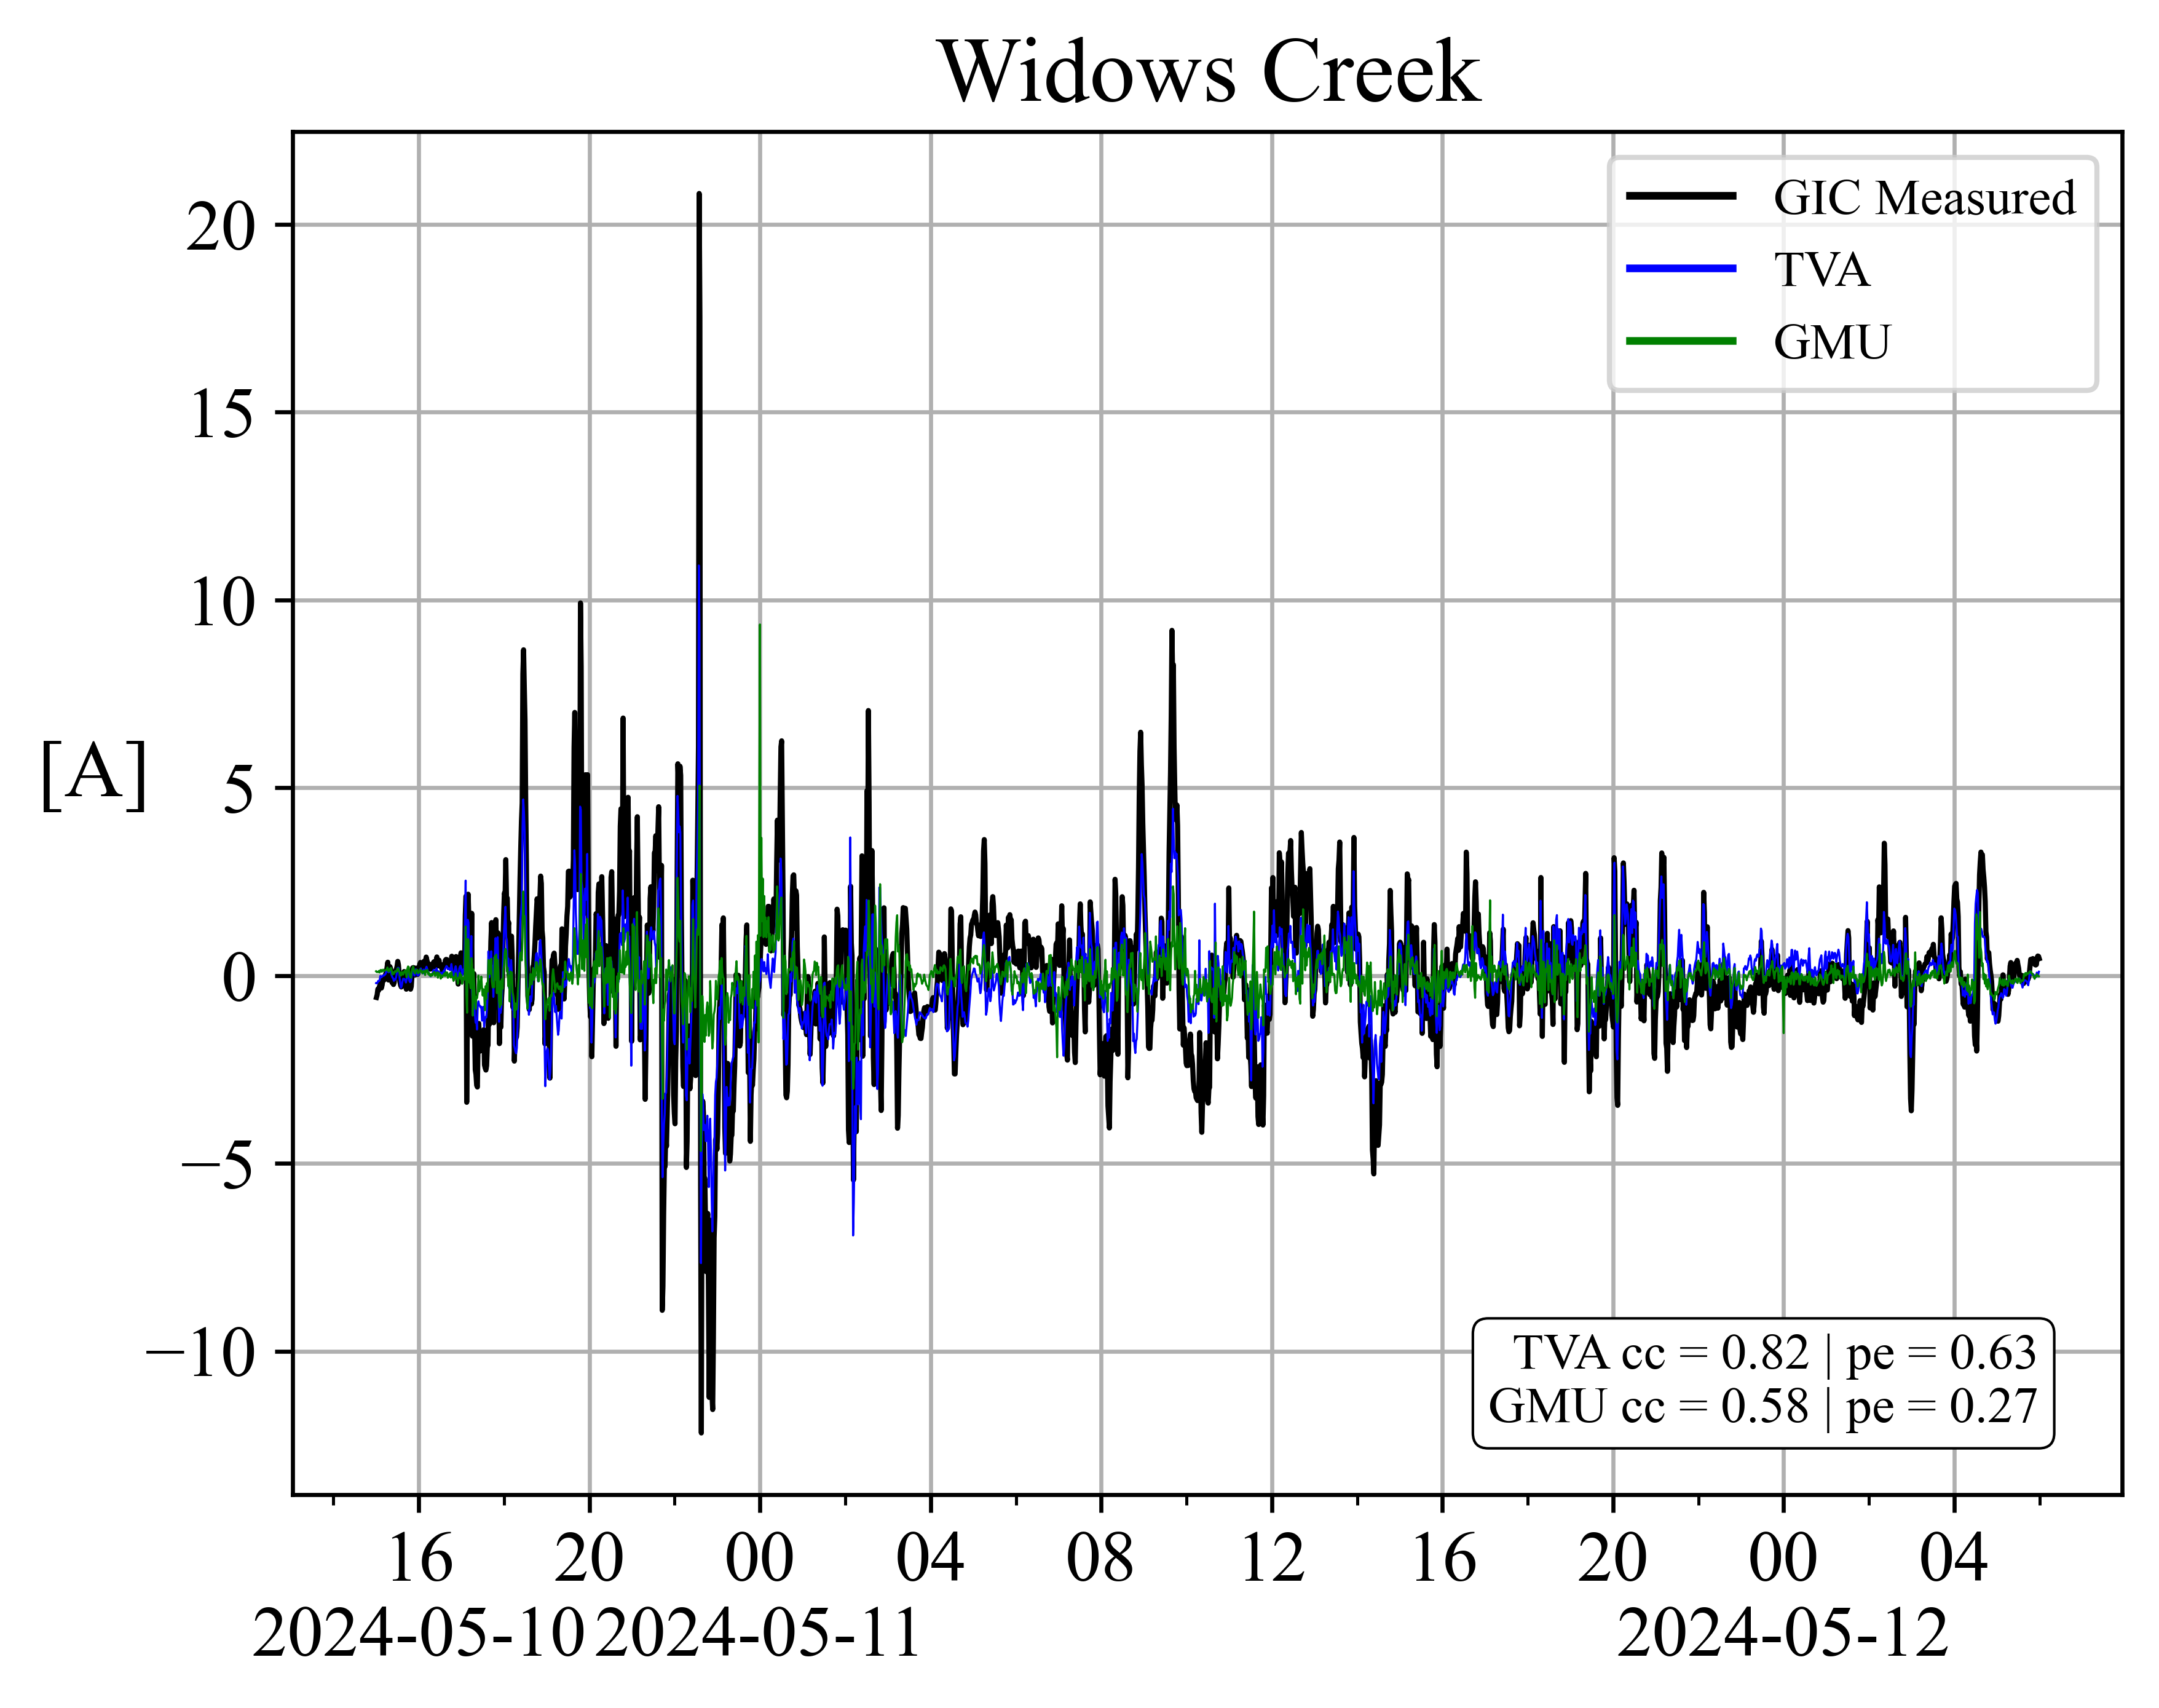 Widows Creek
GIC Measured
TVA
GMU
20
15
10
5
0
−5
−10
[A]
TVA cc = 0.82 | pe = 0.63
GMU cc = 0.58 | pe = 0.27
16 20 00 04 08 12 16 20 00 04
2024-05-10 2024-05-11 2024-05-12